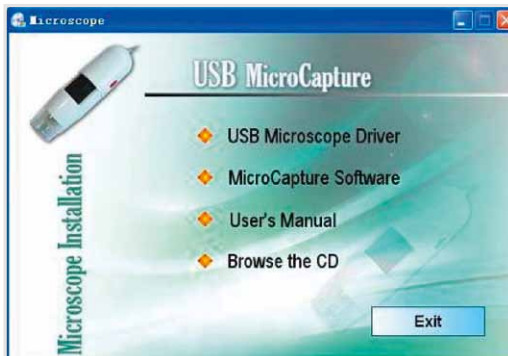 Microscope
USB MicroCapture
USB Microscope Driver
MicroCapture Software
User's Manual
Browse the CD
Microscope Installation
Exit